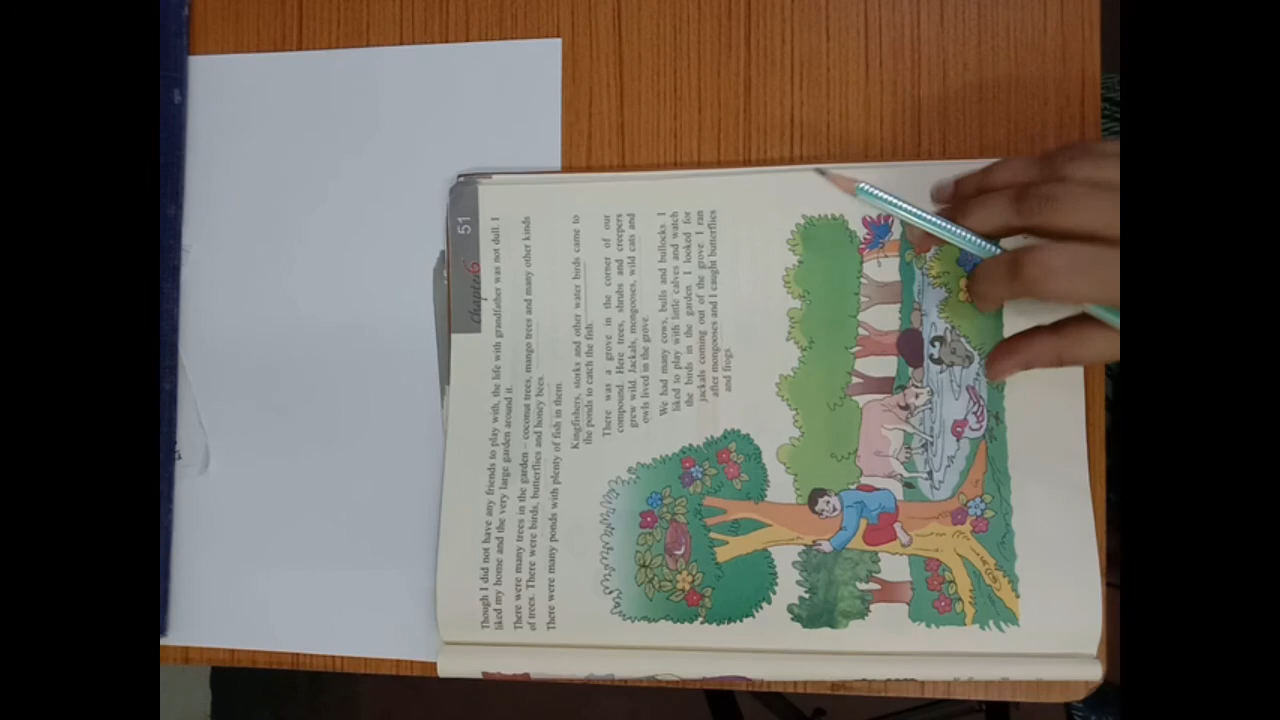 Chapter 6
51
Though I did not have any friends to play with, the life with grandfather was not dull. I
liked my home and the very large garden around it.
There were many trees in the garden – coconut trees, mango trees and many other kinds
of trees. There were birds, butterflies and honey bees.
There were many ponds with plenty of fish in them.
Kingfishers, storks and other water birds came to
the ponds to catch the fish.
There was a grove in the corner of our
compound. Here trees, shrubs and creepers
grew wild. Jackals, mongooses, wild cats and
owls lived in the grove.
We had many cows, bulls and bullocks. I
liked to play with little calves and watch
the birds in the garden. I looked for
jackals coming out of the grove. I ran
after mongooses and I caught butterflies
and frogs.